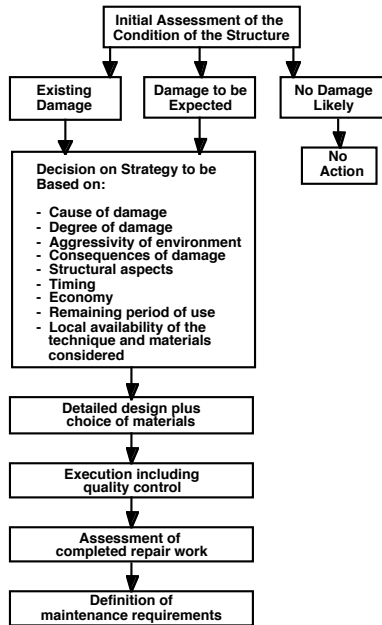 Initial Assessment of the
Condition of the Structure
Existing
Damage
Damage to be
Expected
No Damage
Likely
No
Action
Decision on Strategy to be
Based on:
- Cause of damage
- Degree of damage
- Aggressivity of environment
- Consequences of damage
- Structural aspects
- Timing
- Economy
- Remaining period of use
- Local availability of the
technique and materials
considered
Detailed design plus
choice of materials
Execution including
quality control
Assessment of
completed repair work
Definition of
maintenance requirements